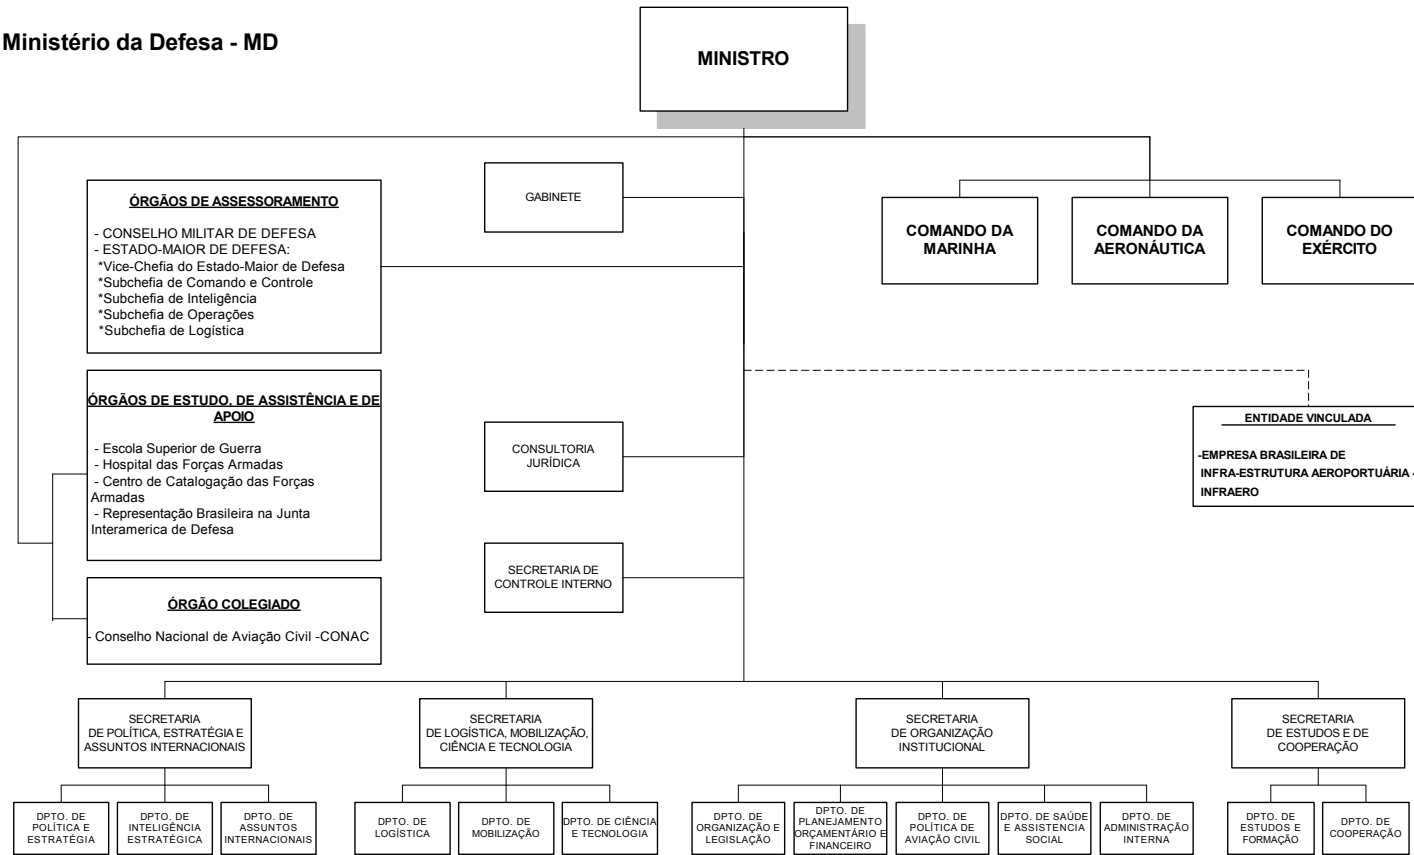 Ministério da Defesa - MD
MINISTRO
ÓRGÃOS DE ASSESSORAMENTO
- CONSELHO MILITAR DE DEFESA
- ESTADO-MAIOR DE DEFESA:
*Vice-Chefia do Estado-Maior de Defesa
*Subchefia de Comando e Controle
*Subchefia de Inteligência
*Subchefia de Operações
*Subchefia de Logística
GABINETE
COMANDO DA
MARINHA
COMANDO DA
AERONÁUTICA
COMANDO DO
EXÉRCITO
ÓRGÃOS DE ESTUDO, DE ASSISTÊNCIA E DE
APOIO
- Escola Superior de Guerra
- Hospital das Forças Armadas
- Centro de Catalogação das Forças
Armadas
- Representação Brasileira na Junta
Interamerica de Defesa
CONSULTORIA
JURÍDICA
ENTIDADE VINCULADA
-EMPRESA BRASILEIRA DE
INFRA-ESTRUTURA AEROPORTUÁRIA -
INFRAERO
SECRETARIA DE
CONTROLE INTERNO
ÓRGÃO COLEGIADO
- Conselho Nacional de Aviação Civil -CONAC
SECRETARIA
DE POLÍTICA, ESTRATÉGIA E
ASSUNTOS INTERNACIONAIS
SECRETARIA
DE LOGÍSTICA, MOBILIZAÇÃO,
CIÊNCIA E TECNOLOGIA
SECRETARIA
DE ORGANIZAÇÃO
INSTITUCIONAL
SECRETARIA
DE ESTUDOS E DE
COOPERAÇÃO
DPTO. DE
POLÍTICA E
ESTRATÉGIA
DPTO. DE
INTELIGÊNCIA
ESTRATÉGICA
DPTO. DE
ASSUNTOS
INTERNACIONAIS
DPTO. DE
LOGÍSTICA
DPTO. DE
MOBILIZAÇÃO
DPTO. DE CIÊNCIA
E TECNOLOGIA
DPTO. DE
ORGANIZAÇÃO E
LEGISLAÇÃO
DPTO. DE
PLANEJAMENTO
ORÇAMENTÁRIO E
FINANCEIRO
DPTO. DE
POLÍTICA DE
AVIAÇÃO CIVIL
DPTO. DE SAÚDE
E ASSISTENCIA
SOCIAL
DPTO. DE
ADMINISTRAÇÃO
INTERNA
DPTO. DE
ESTUDOS E
FORMAÇÃO
DPTO. DE
COOPERAÇÃO